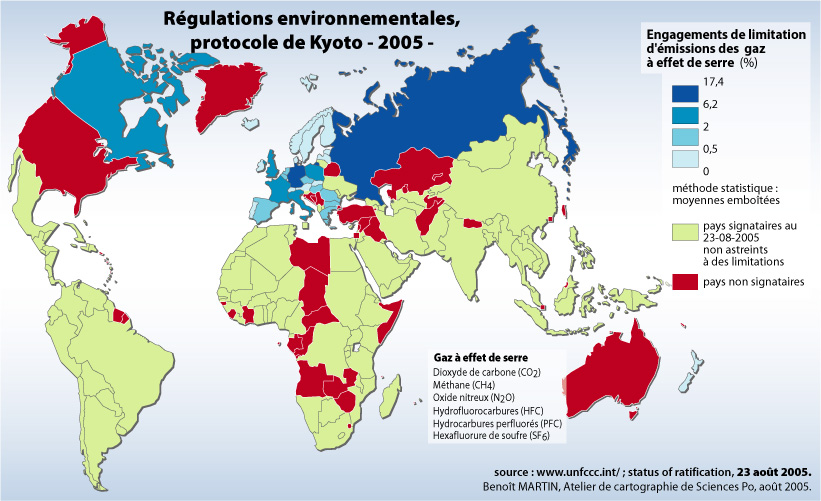 Régulations environnementales,
protocole de Kyoto - 2005 -
Engagements de limitation
d'émissions des gaz
à effet de serre (%)
17,4
6,2
2
0,5
0
méthode statistique :
moyennes emboîtées
pays signataires au
23-08-2005
non astreints
à des limitations
pays non signataires
Gaz à effet de serre
Dioxyde de carbone (CO2)
Méthane (CH4)
Oxide nitreux (N2O)
Hydrofluorocarbures (HFC)
Hydrocarbures perfluorés (PFC)
Hexafluorure de soufre (SF6)
source : www.unfccc.int/ ; status of ratification, 23 août 2005.
Benoît MARTIN, Atelier de cartographie de Sciences Po, août 2005.